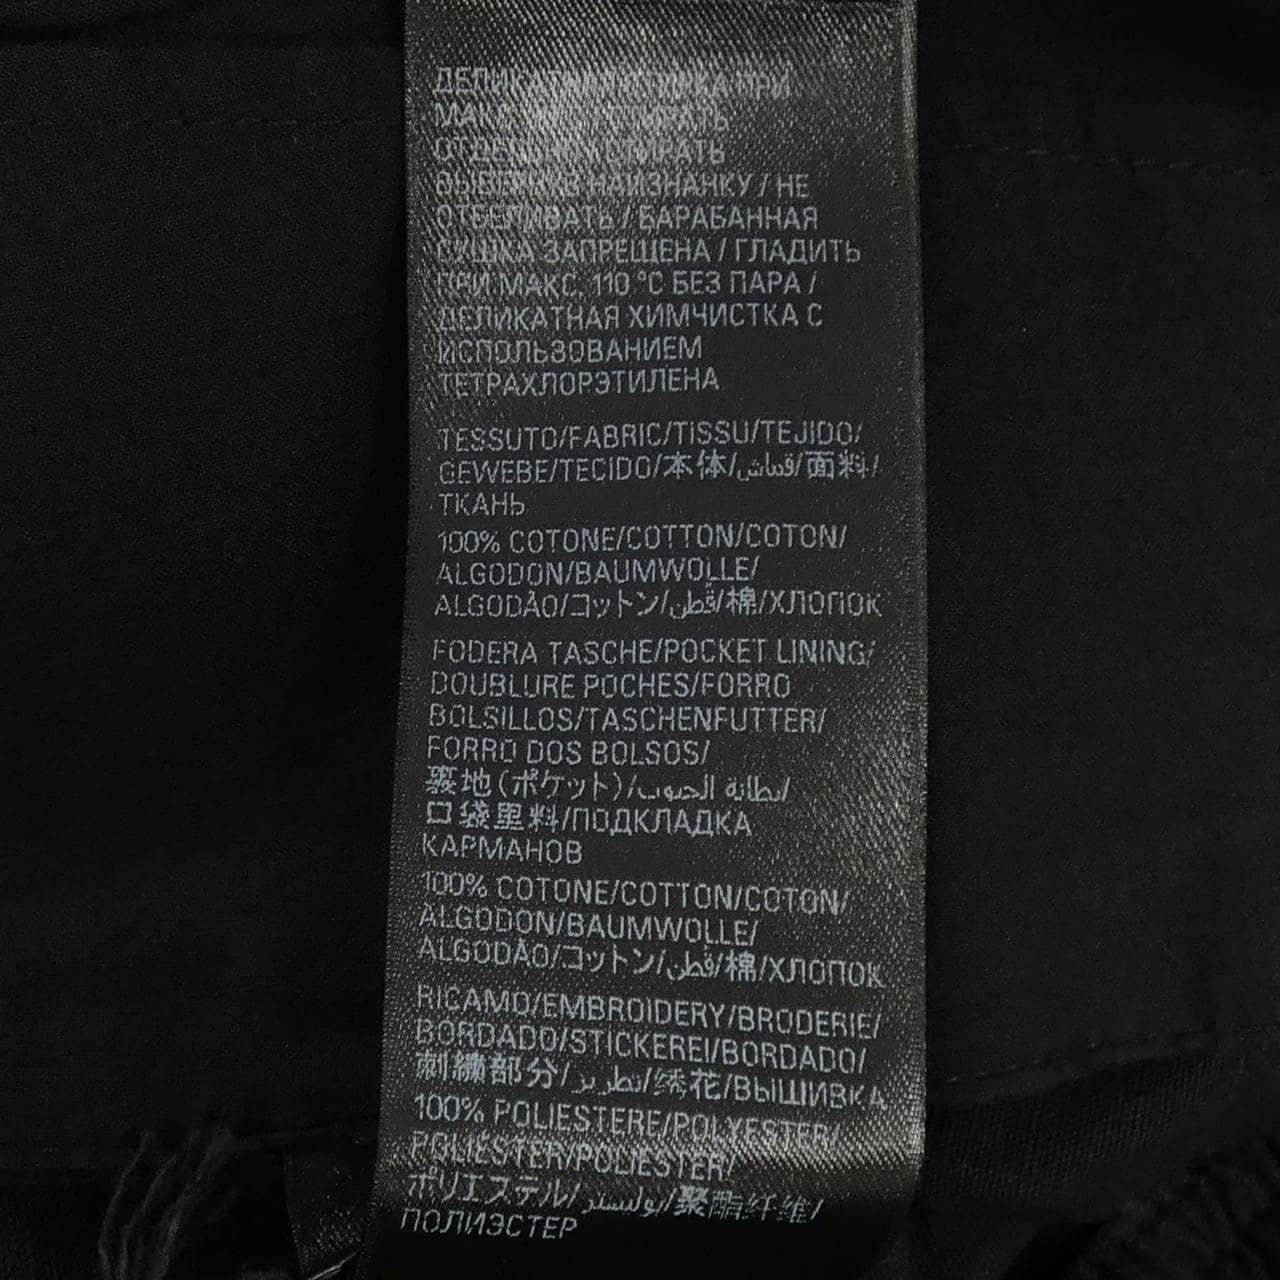 ДЕЛИКАТНАЯ СТИРКА ПРИ
МАКС. СТИРАТЬ
ОТДЕЛЬНО / СТИРАТЬ
ВЫВЕРНУВ НАИЗНАНКУ / НЕ
ОТБЕЛИВАТЬ / БАРАБАННАЯ
СУШКА ЗАПРЕЩЕНА / ГЛАДИТЬ
ПРИ МАКС. 110 °C БЕЗ ПАРА /
ДЕЛИКАТНАЯ ХИМЧИСТКА С
ИСПОЛЬЗОВАНИЕМ
ТЕТРАХЛОРЭТИЛЕНА
TESSUTO/FABRIC/TISSU/TEJIDO/
GEWEBE/TECIDO/本体/قماش/面料/
ТКАНЬ
100% COTONE/COTTON/COTON/
ALGODON/BAUMWOLLE/
ALGODÃO/コットン/قطن/棉/ХЛОПОК
FODERA TASCHE/POCKET LINING/
DOUBLURE POCHES/FORRO
BOLSILLOS/TASCHENFUTTER/
FORRO DOS BOLSOS/
裏地(ポケット)/بطانة الجيوب/
口袋里料/ПОДКЛАДКА
КАРМАНОВ
100% COTONE/COTTON/COTON/
ALGODON/BAUMWOLLE/
ALGODÃO/コットン/قطن/棉/ХЛОПОК
RICAMO/EMBROIDERY/BRODERIE/
BORDADO/STICKEREI/BORDADO/
刺繍部分/تطريز/绣花/ВЫШИВКА
100% POLIESTERE/POLYESTER/
POLIESTER/POLIESTER/
ポリエステル/بوليستر/聚酯纤维/
ПОЛИЭСТЕР